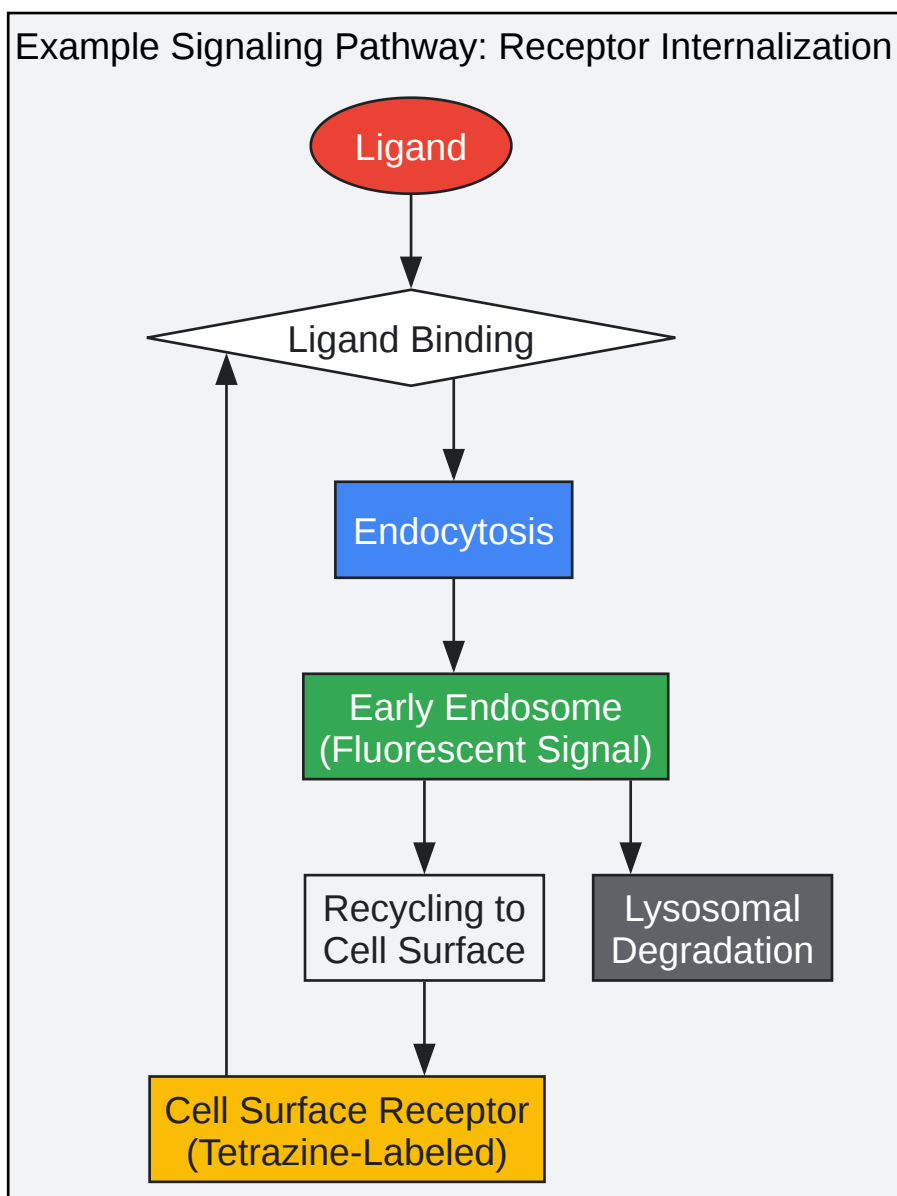 Example Signaling Pathway: Receptor Internalization
Ligand
Ligand Binding
Endocytosis
Early Endosome
(Fluorescent Signal)
Recycling to
Cell Surface
Lysosomal
Degradation
Cell Surface Receptor
(Tetrazine-Labeled)